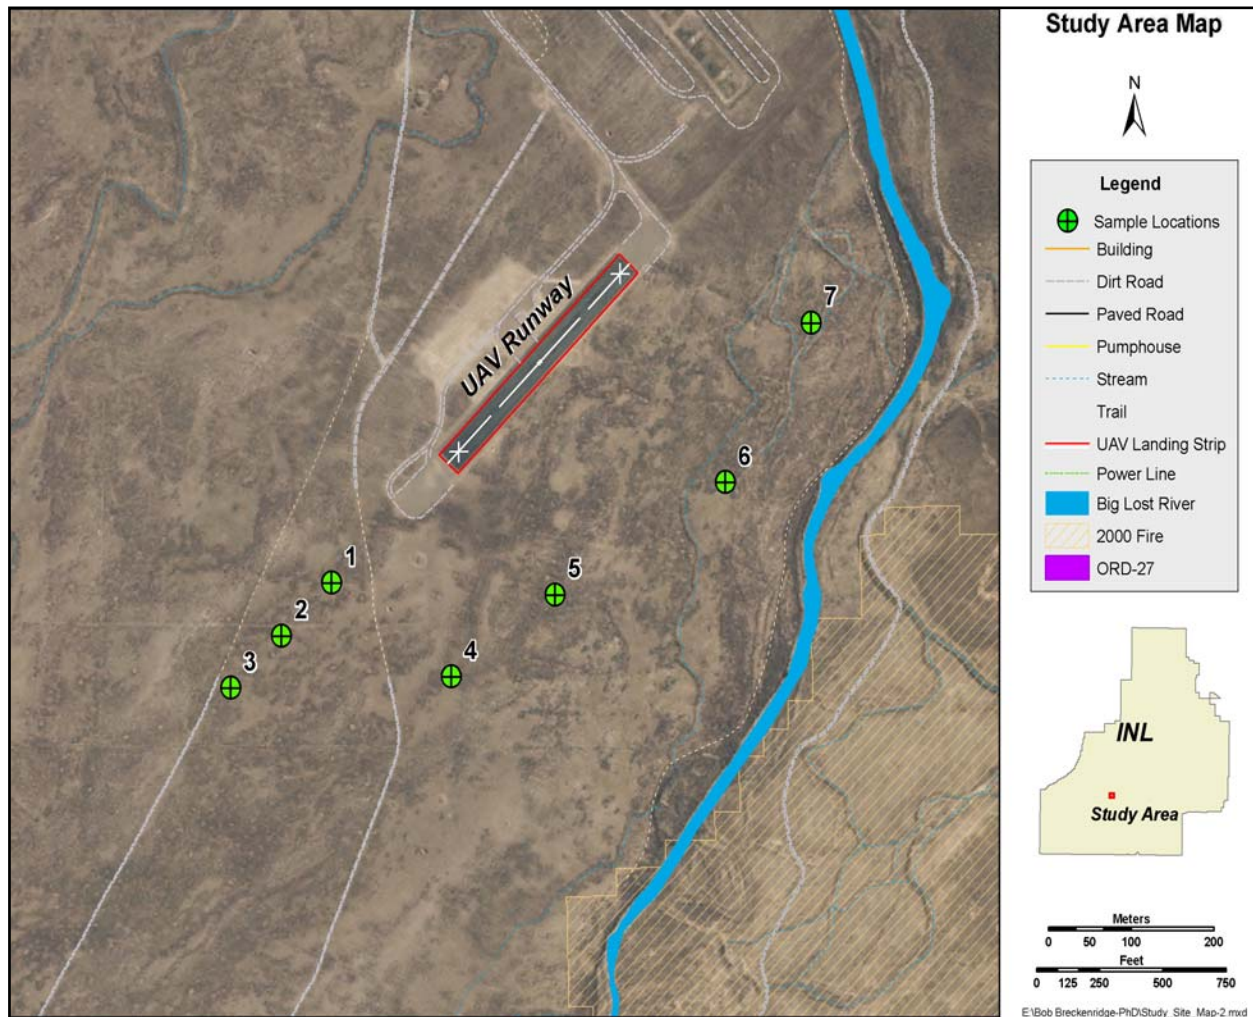 Study Area Map
N
Legend
Sample Locations
Building
Dirt Road
Paved Road
Pumphouse
Stream
Trail
UAV Landing Strip
Power Line
Big Lost River
2000 Fire
ORD-27
UAV Runway
7
6
1
5
2
4
3
INL
Study Area
Meters
0 50 100 200
Feet
0 125 250 500 750
E:\Bob Breckenridge-PhD\Study_Site_Map-2.mxd